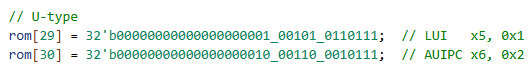 // U-type
rom[29] = 32'b00000000000000000001_00101_0110111;  // LUI   x5, 0x1
rom[30] = 32'b00000000000000000010_00110_0010111;  // AUIPC x6, 0x2